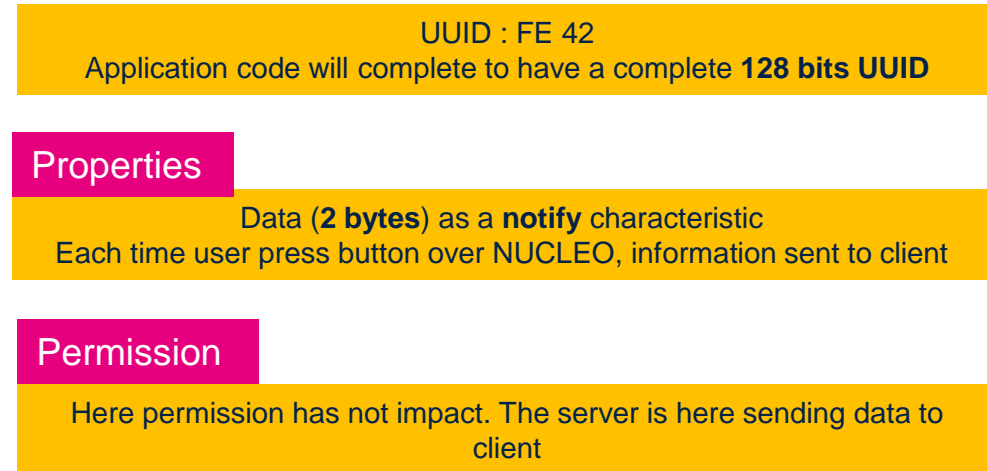 UUID : FE 42
Application code will complete to have a complete 128 bits UUID
Properties
Data (2 bytes) as a notify characteristic
Each time user press button over NUCLEO, information sent to client
Permission
Here permission has not impact. The server is here sending data to
client